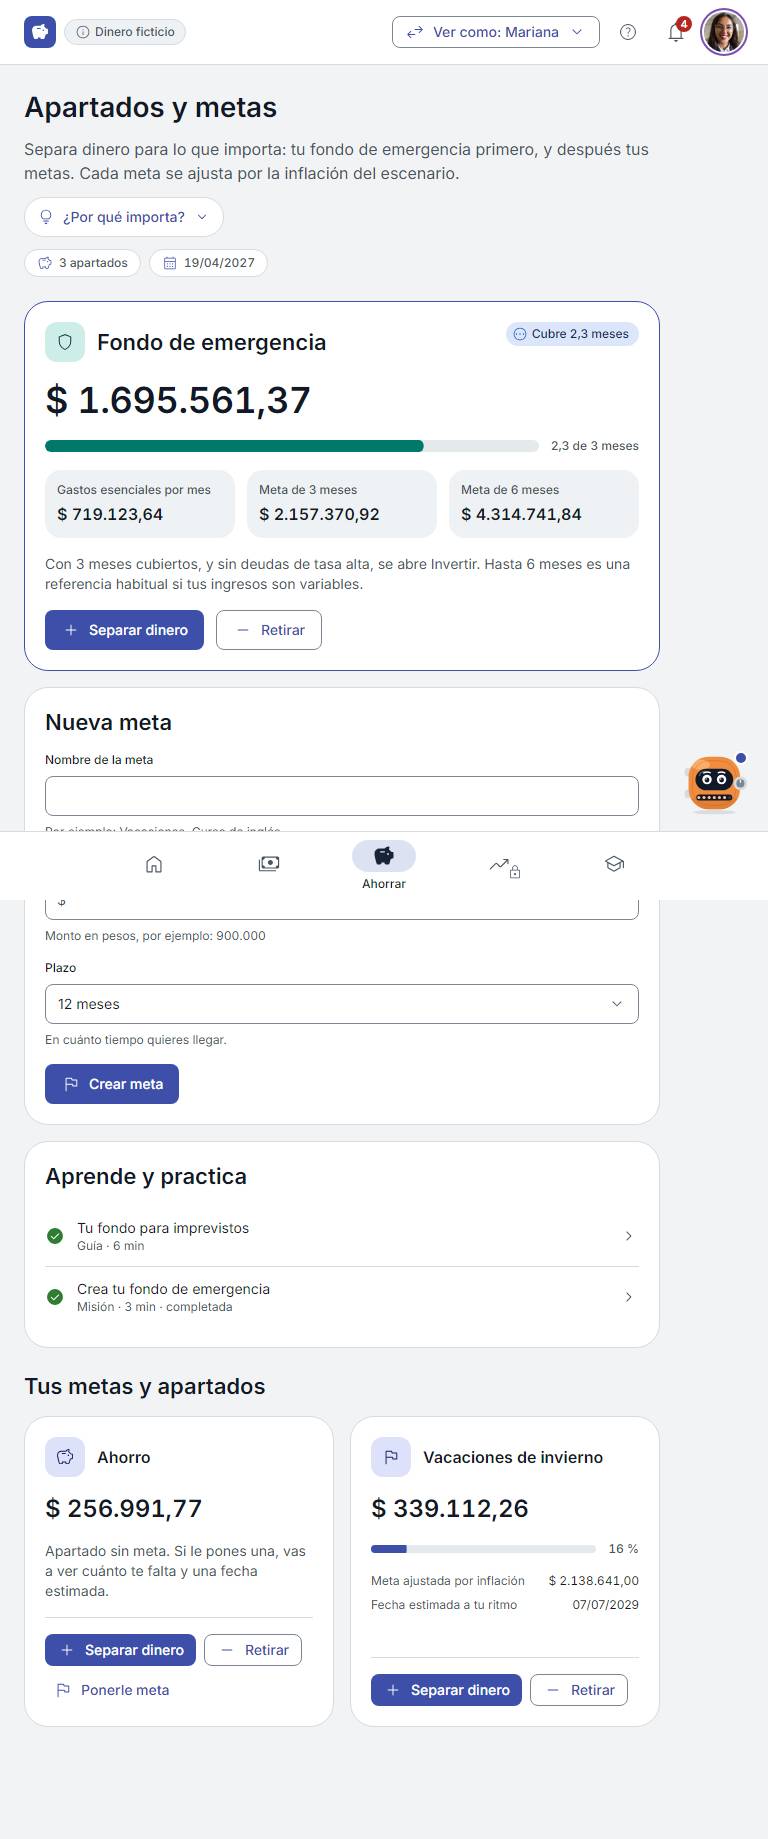 Dinero ficticio
Ver como: Mariana
4
Apartados y metas
Separa dinero para lo que importa: tu fondo de emergencia primero, y después tus
metas. Cada meta se ajusta por la inflación del escenario.
¿Por qué importa?
3 apartados
19/04/2027
Fondo de emergencia
Cubre 2,3 meses
$ 1.695.561,37
2,3 de 3 meses
Gastos esenciales por mes
$ 719.123,64
Meta de 3 meses
$ 2.157.370,92
Meta de 6 meses
$ 4.314.741,84
Con 3 meses cubiertos, y sin deudas de tasa alta, se abre Invertir. Hasta 6 meses es una
referencia habitual si tus ingresos son variables.
Separar dinero
Retirar
Nueva meta
Nombre de la meta
Por ejemplo: Vacaciones, Curso de inglés
Ahorrar
$
Monto en pesos, por ejemplo: 900.000
Plazo
12 meses
En cuánto tiempo quieres llegar.
Crear meta
Aprende y practica
Tu fondo para imprevistos
Guía · 6 min
Crea tu fondo de emergencia
Misión · 3 min · completada
Tus metas y apartados
Ahorro
$ 256.991,77
Apartado sin meta. Si le pones una, vas
a ver cuánto te falta y una fecha
estimada.
Separar dinero
Retirar
Ponerle meta
Vacaciones de invierno
$ 339.112,26
16 %
Meta ajustada por inflación
$ 2.138.641,00
Fecha estimada a tu ritmo
07/07/2029
Separar dinero
Retirar